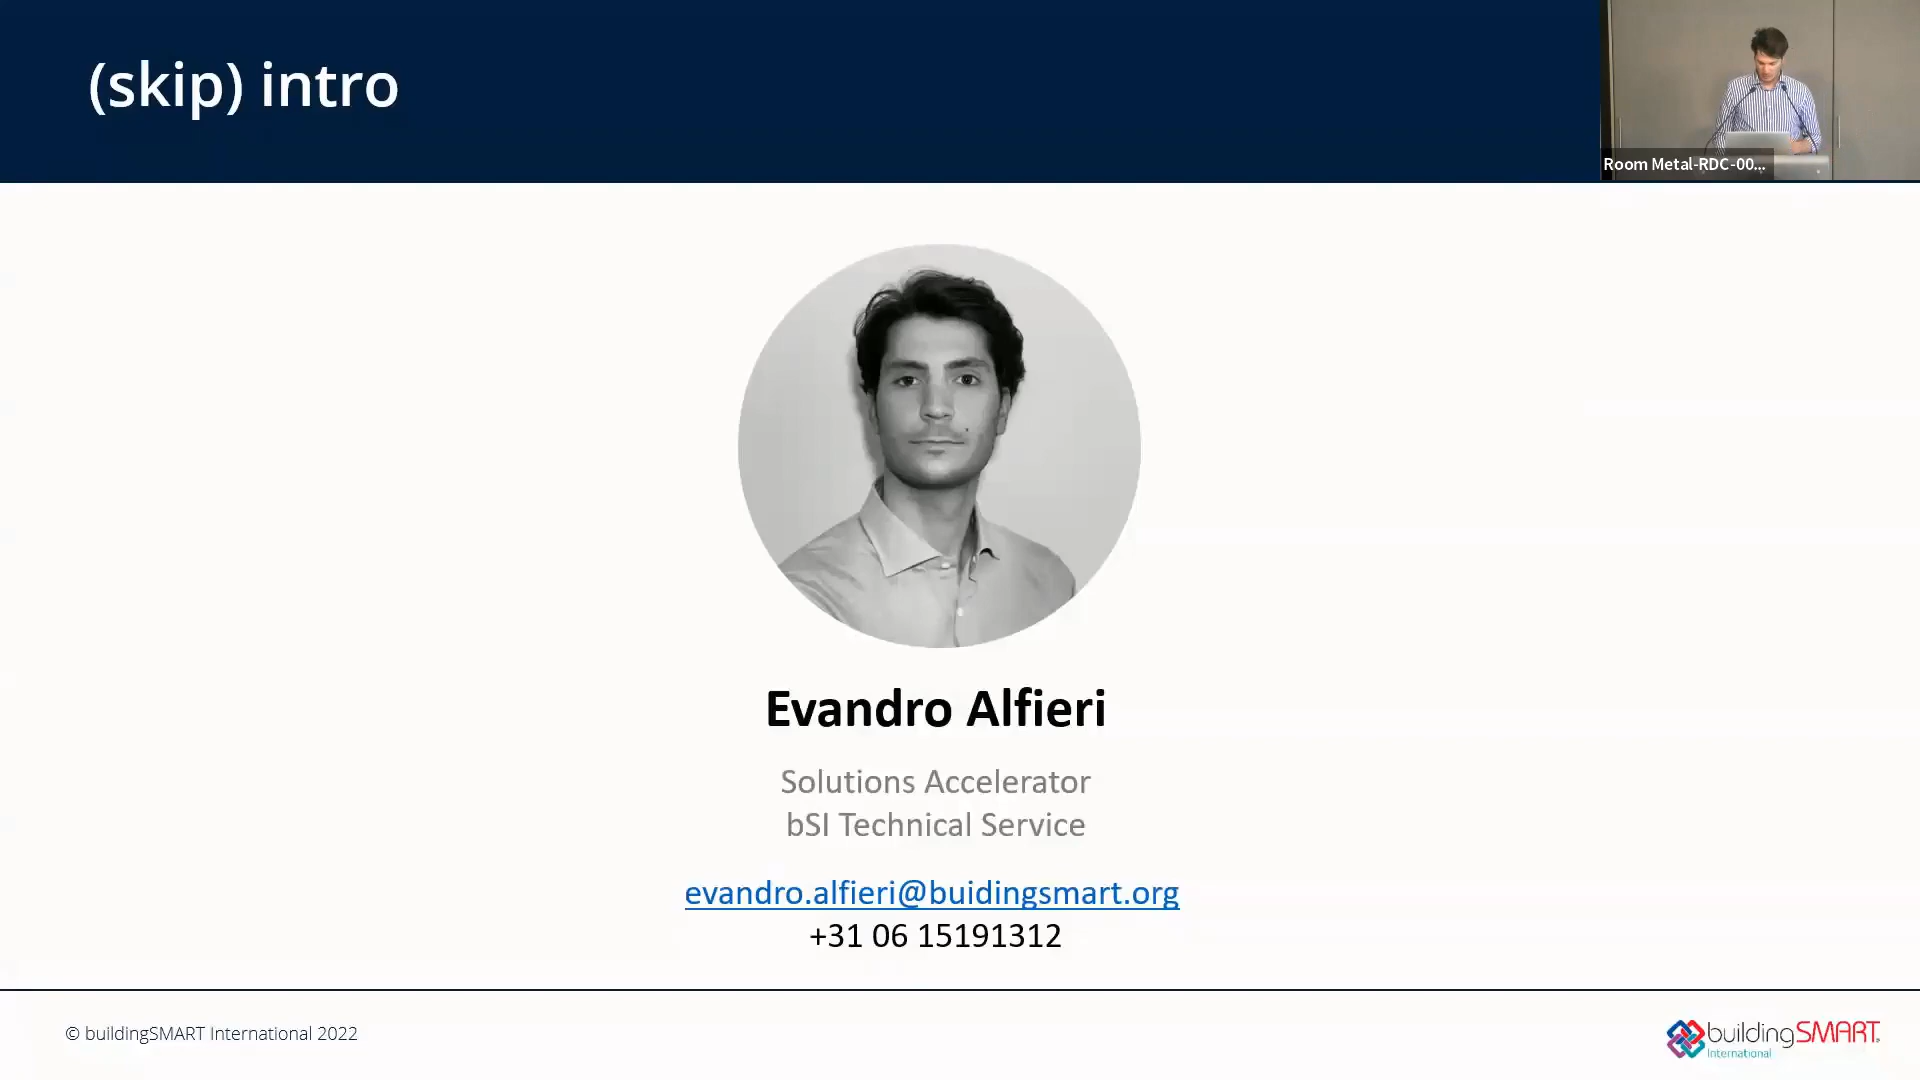 (skip) intro
Room Metal-RDC-00...
Evandro Alfieri
Solutions Accelerator
bSI Technical Service
evandro.alfieri@buidingsmart.org
+31 06 15191312
© buildingSMART International 2022
buildingSMART
International